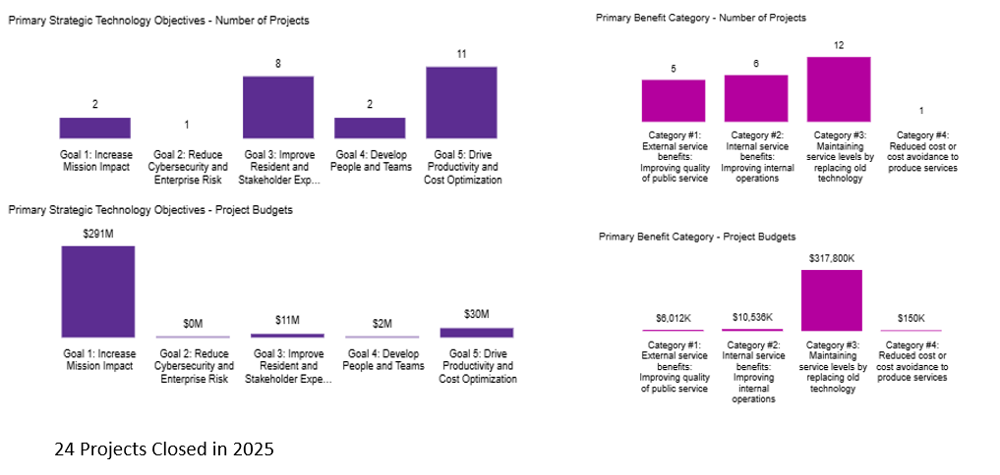 Primary Strategic Technology Objectives - Number of Projects
2
1
8
2
11
Goal 1: Increase
Mission Impact
Goal 2: Reduce
Cybersecurity and
Enterprise Risk
Goal 3: Improve
Resident and
Stakeholder Exp...
Goal 4: Develop
People and Teams
Goal 5: Drive
Productivity and
Cost Optimization
Primary Benefit Category - Number of Projects
5
6
12
1
Category #1:
External service
benefits:
Improving quality
of public service
Category #2:
Internal service
benefits:
Improving internal
operations
Category #3:
Maintaining
service levels by
replacing old
technology
Category #4:
Reduced cost or
cost avoidance to
produce services
Primary Strategic Technology Objectives - Project Budgets
$291M
$0M
$11M
$2M
$30M
Goal 1: Increase
Mission Impact
Goal 2: Reduce
Cybersecurity and
Enterprise Risk
Goal 3: Improve
Resident and
Stakeholder Expe...
Goal 4: Develop
People and Teams
Goal 5: Drive
Productivity and
Cost Optimization
Primary Benefit Category - Project Budgets
$6,012K
$10,536K
$317,800K
$150K
Category #1:
External service
benefits:
Improving quality
of public service
Category #2:
Internal service
benefits:
Improving
internal
operations
Category #3:
Maintaining
service levels by
replacing old
technology
Category #4:
Reduced cost or
cost avoidance to
produce services
24 Projects Closed in 2025